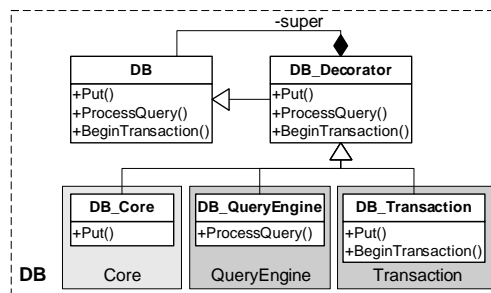 -super
DB
+Put()
+ProcessQuery()
+BeginTransaction()
DB_Decorator
+Put()
+ProcessQuery()
+BeginTransaction()
DB_Core
+Put()
Core
DB_QueryEngine
+ProcessQuery()
QueryEngine
DB_Transaction
+Put()
+BeginTransaction()
Transaction
DB